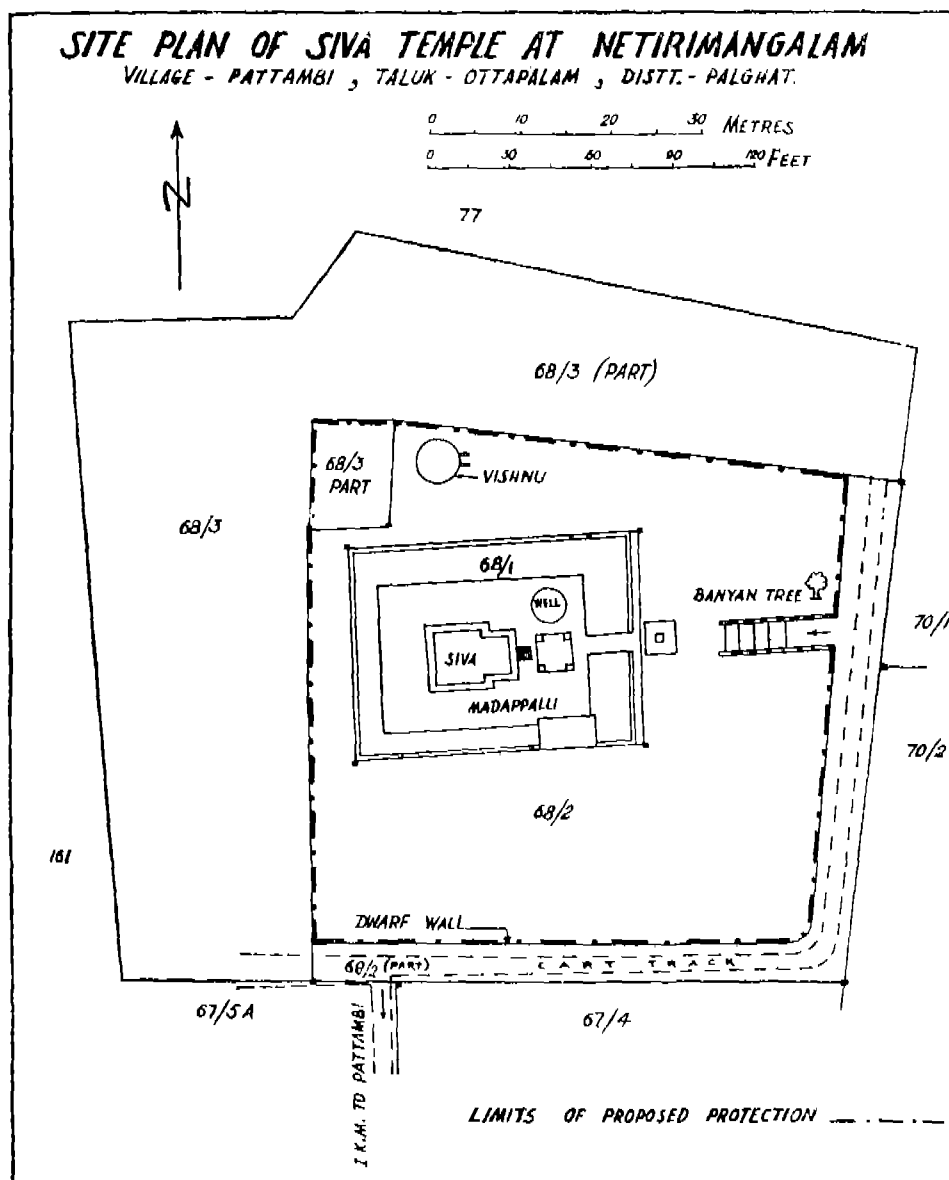 SITE PLAN OF SIVA TEMPLE AT NETIRIMANGALAM
VILLAGE - PATTAMBI , TALUK - OTTAPALAM , DISTT. - PALGHAT.
0 10 20 30 METRES
0 30 60 90 120 FEET
N
77
68/3 (PART)
68/3
PART
VISHNU
68/3
68/1
WELL
BANYAN TREE
70/1
SIVA
MADAPPALLI
70/2
68/2
161
DWARF WALL
68/2 (PART)
CART TRACK
67/5A
67/4
1 K.M. TO PATTAMBI
LIMITS OF PROPOSED PROTECTION